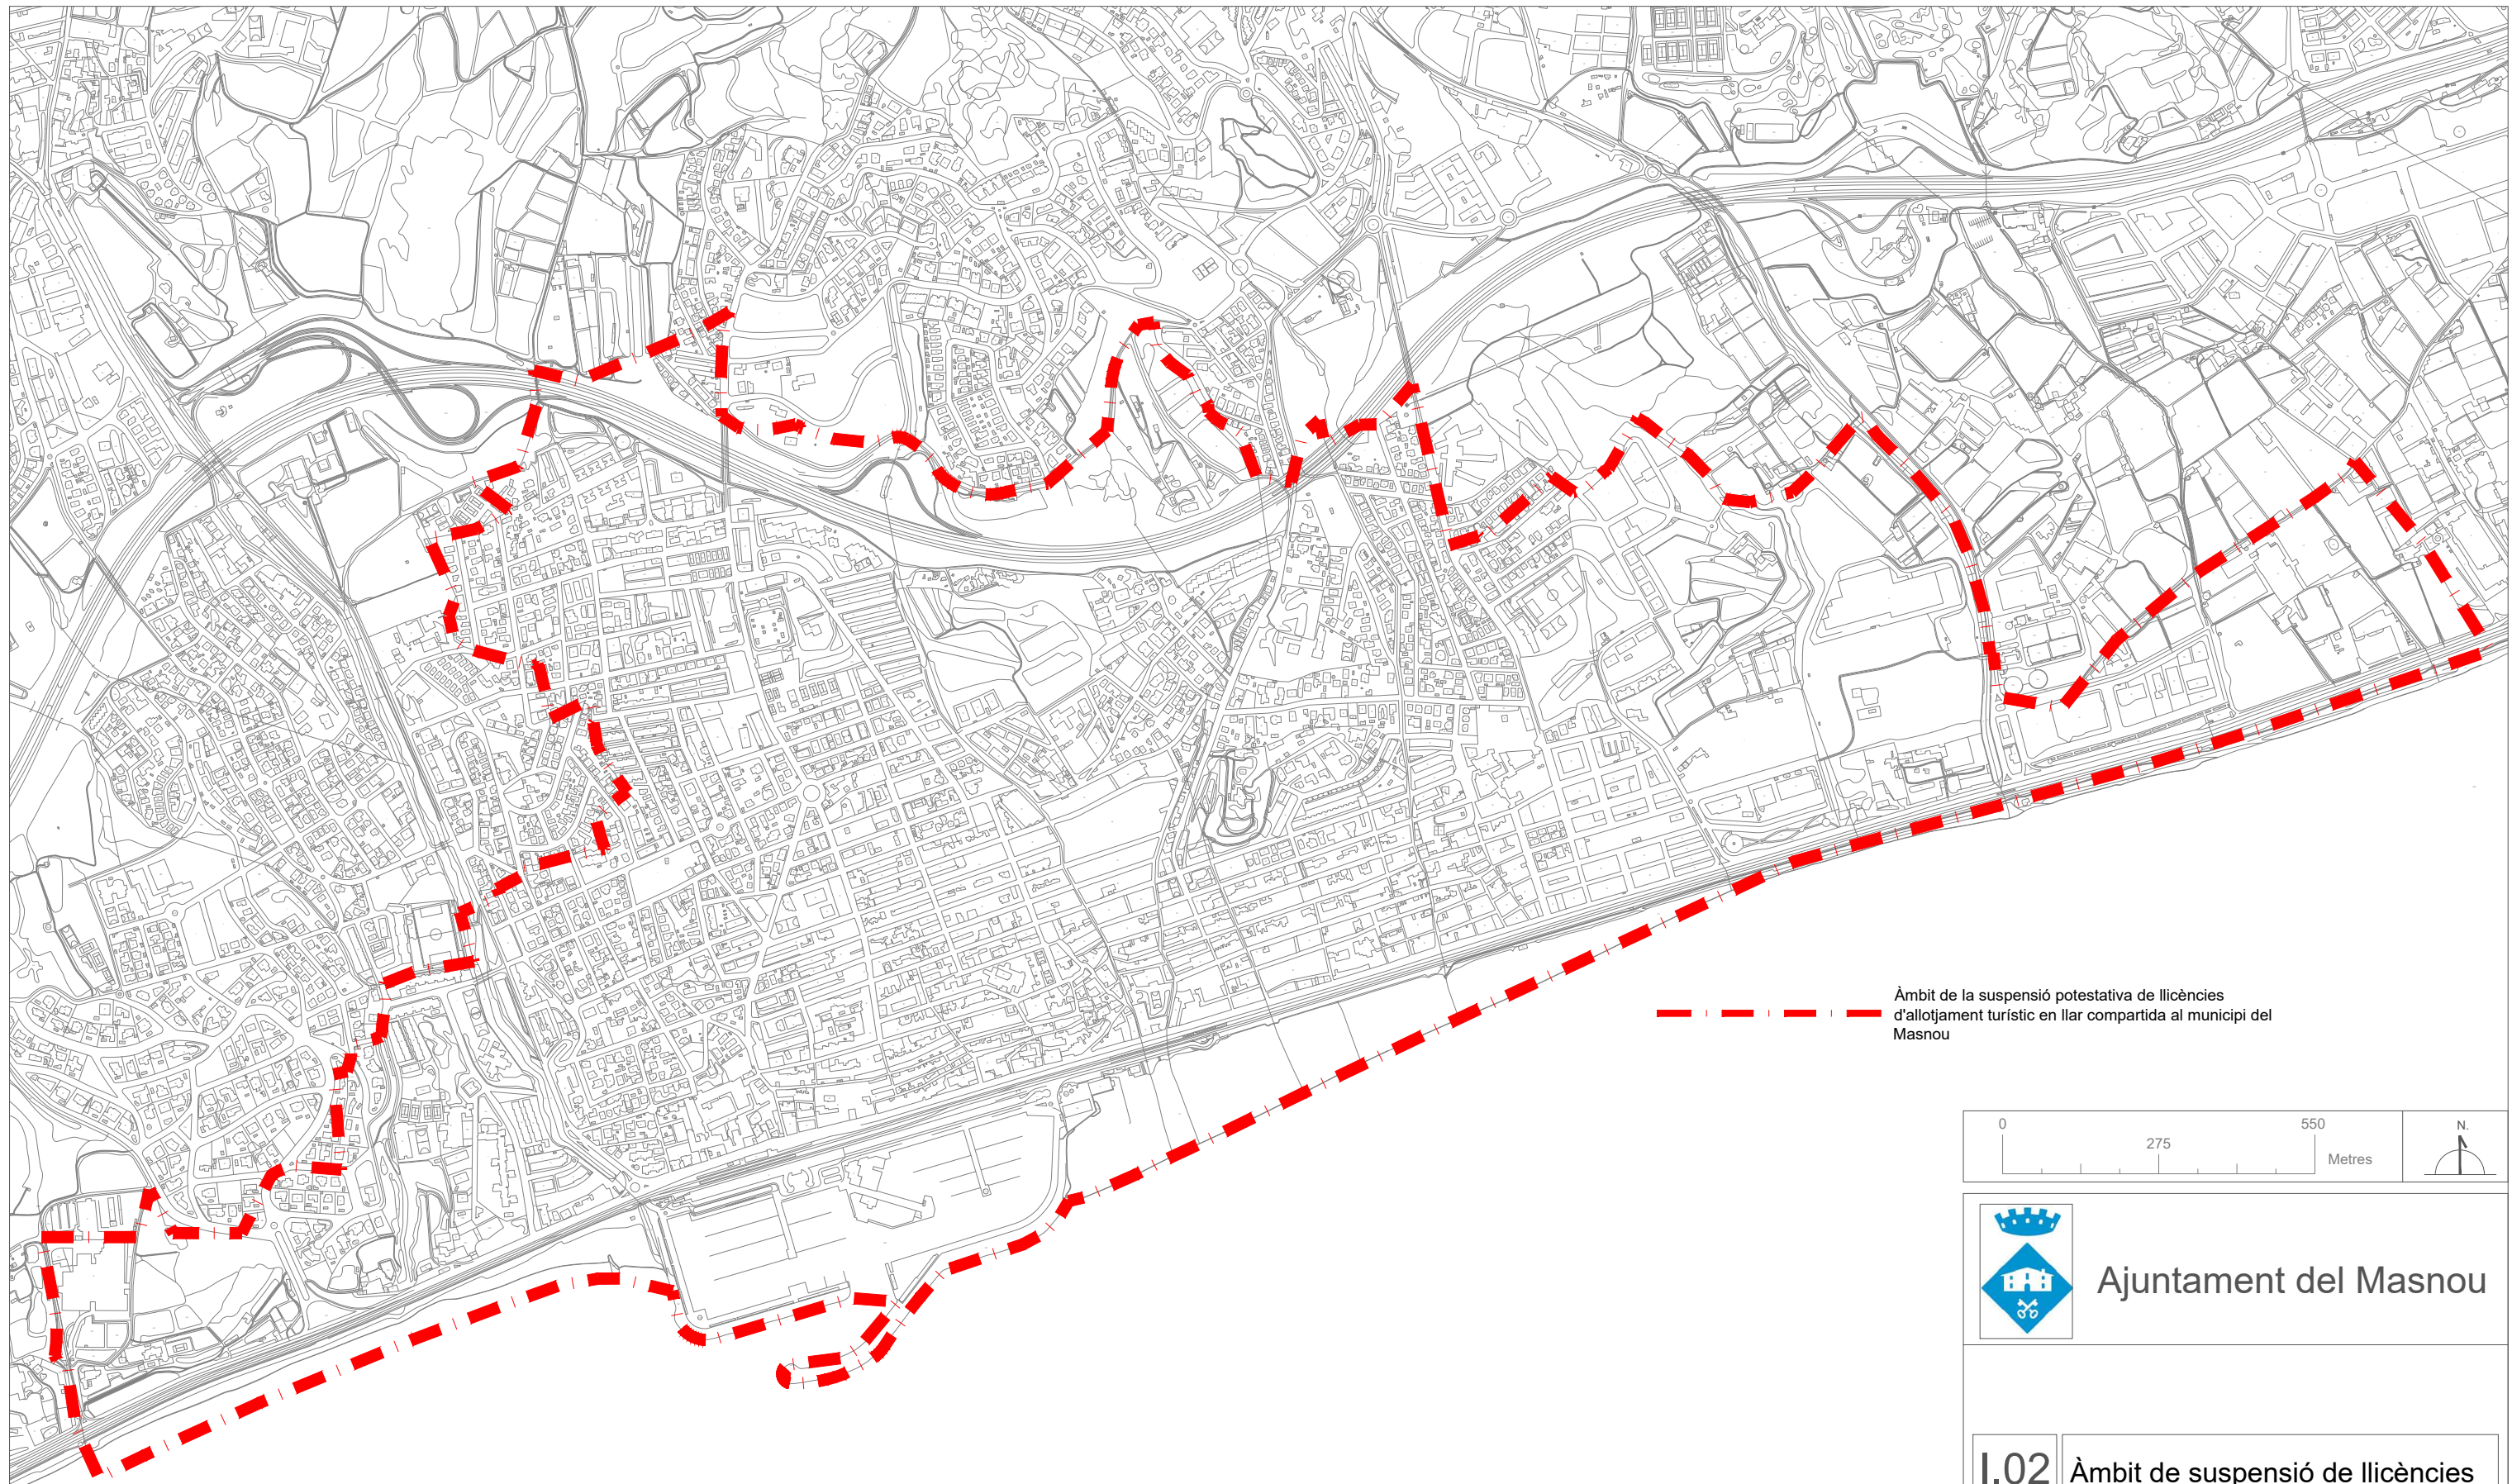 Àmbit de la suspensió potestativa de llicències
d'allotjament turístic en llar compartida al municipi del
Masnou
0
550
N.
275
Metres
Ajuntament del Masnou
I.02
Àmbit de suspensió de llicències